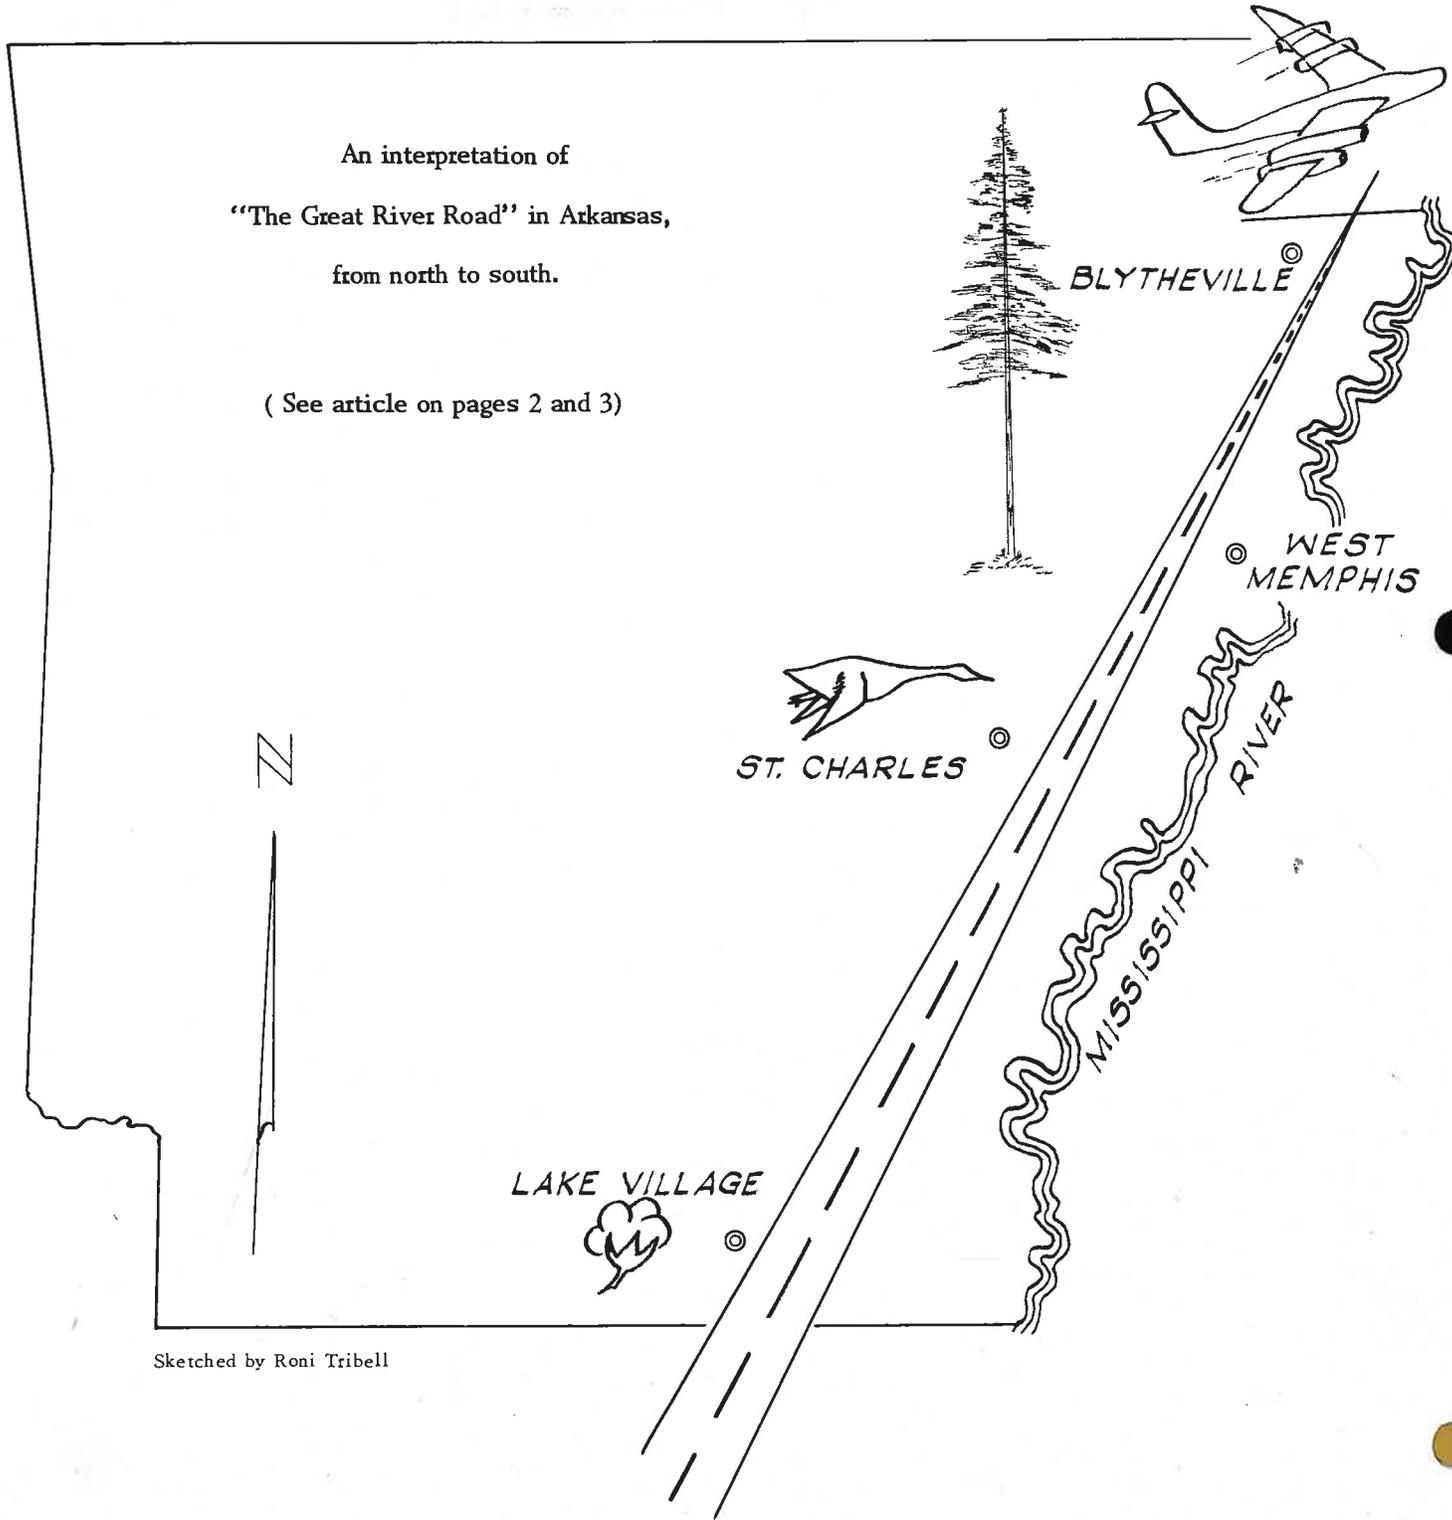 An interpretation of
“The Great River Road” in Arkansas,
from north to south.
( See article on pages 2 and 3)
BLYTHEVILLE
WEST
MEMPHIS
ST. CHARLES
N
MISSISSIPPI RIVER
LAKE VILLAGE
Sketched by Roni Tribell